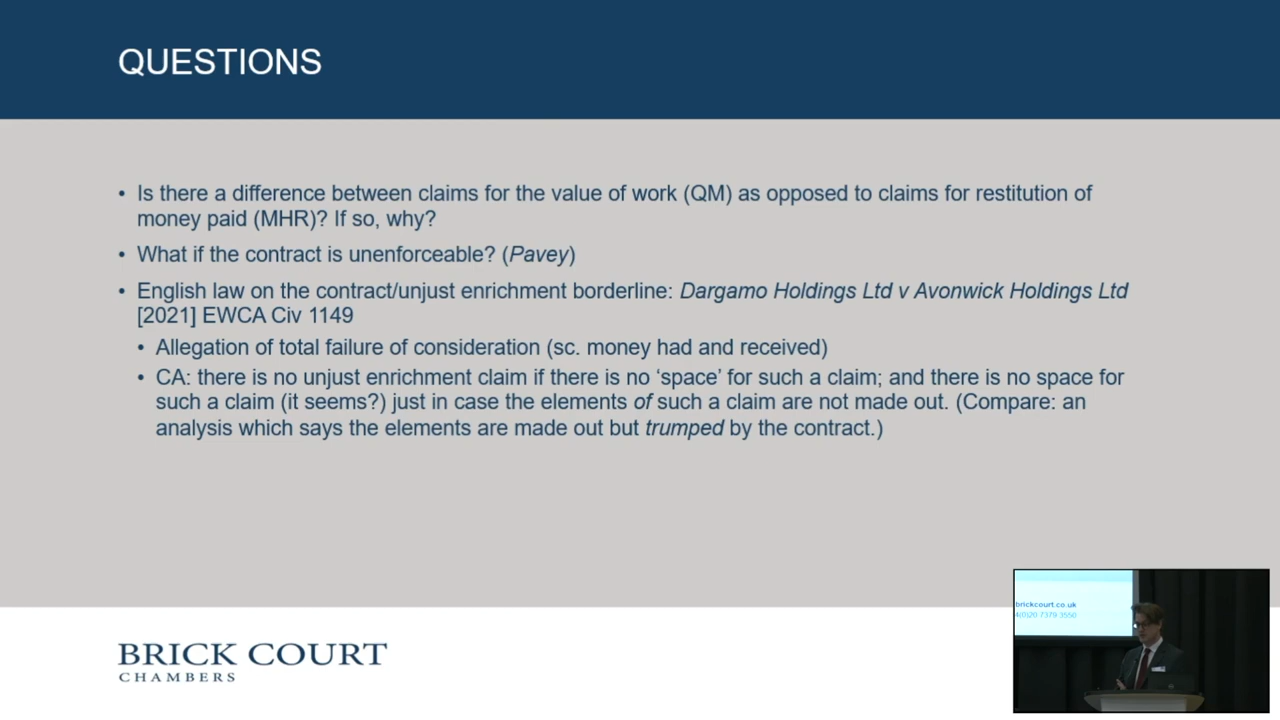 QUESTIONS
• Is there a difference between claims for the value of work (QM) as opposed to claims for restitution of
money paid (MHR)? If so, why?
• What if the contract is unenforceable? (Pavey)
• English law on the contract/unjust enrichment borderline: Dargamo Holdings Ltd v Avonwick Holdings Ltd
[2021] EWCA Civ 1149
• Allegation of total failure of consideration (sc. money had and received)
• CA: there is no unjust enrichment claim if there is no ‘space’ for such a claim; and there is no space for
such a claim (it seems?) just in case the elements of such a claim are not made out. (Compare: an
analysis which says the elements are made out but trumped by the contract.)
brickcourt.co.uk
4(0)20 7379 3550
BRICK COURT
CHAMBERS